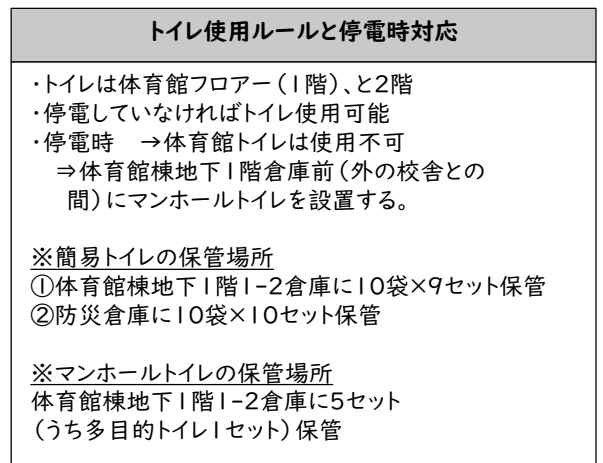 トイレ使用ルールと停電時対応
・トイレは体育館フロアー（1階）、と2階
・停電していなければトイレ使用可能
・停電時　→体育館トイレは使用不可
⇒体育館棟地下1階倉庫前（外の校舎との
間）にマンホールトイレを設置する。
※簡易トイレの保管場所
①体育館棟地下1階1-2倉庫に10袋×9セット保管
②防災倉庫に10袋×10セット保管
※マンホールトイレの保管場所
体育館棟地下1階1-2倉庫に5セット
（うち多目的トイレ1セット）保管